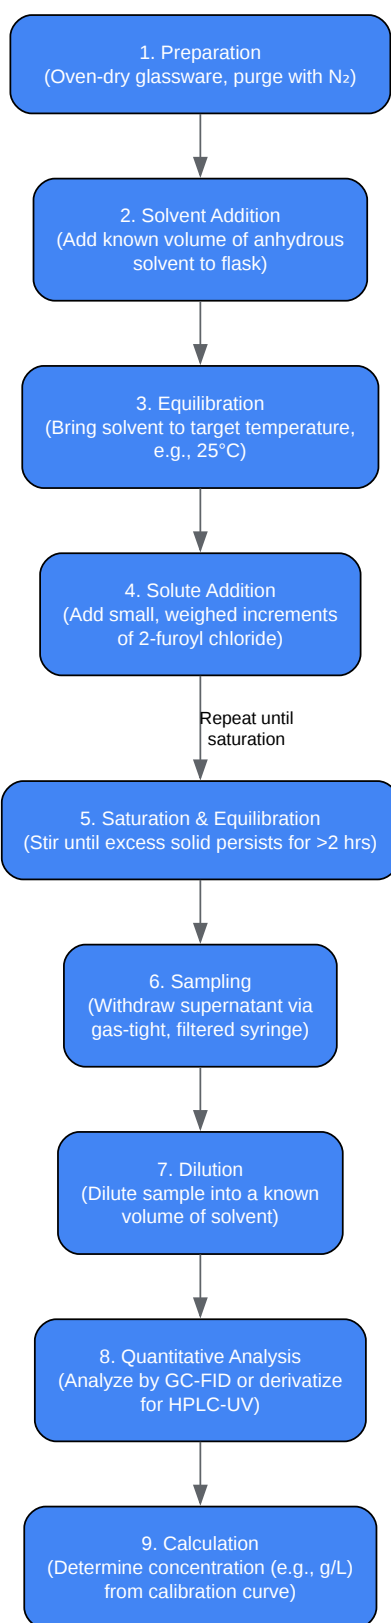 1. Preparation
(Oven-dry glassware, purge with N₂)
2. Solvent Addition
(Add known volume of anhydrous
solvent to flask)
3. Equilibration
(Bring solvent to target temperature,
e.g., 25°C)
4. Solute Addition
(Add small, weighed increments
of 2-furoyl chloride)
Repeat until
saturation
5. Saturation & Equilibration
(Stir until excess solid persists for >2 hrs)
6. Sampling
(Withdraw supernatant via
gas-tight, filtered syringe)
7. Dilution
(Dilute sample into a known
volume of solvent)
8. Quantitative Analysis
(Analyze by GC-FID or derivatize
for HPLC-UV)
9. Calculation
(Determine concentration (e.g., g/L)
from calibration curve)